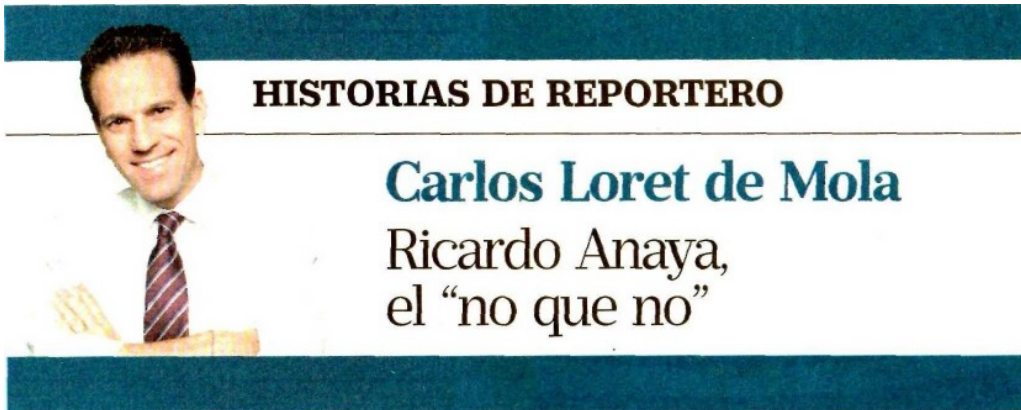 HISTORIAS DE REPORTERO
Carlos Loret de Mola
Ricardo Anaya,
el “no que no”